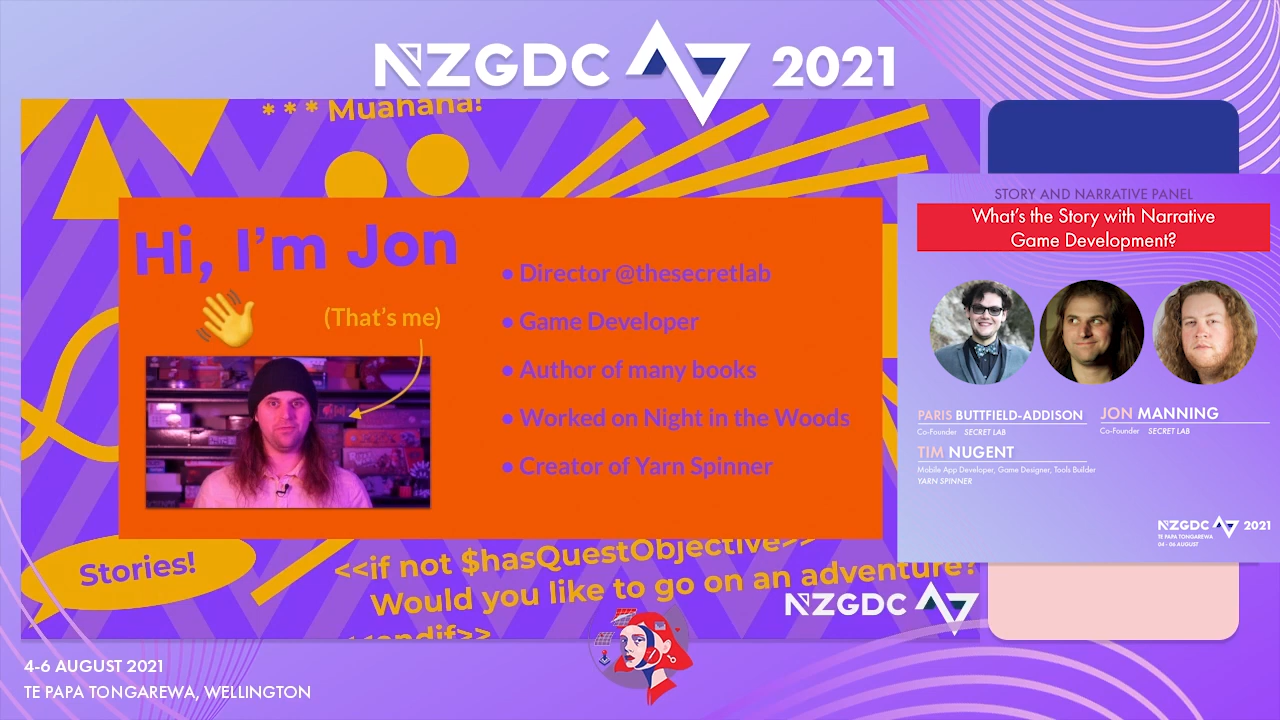 NZGDC 2021
* * * Muahaha!
Hi, I'm Jon
(That's me)
• Director @thesecretlab
• Game Developer
• Author of many books
• Worked on Night in the Woods
• Creator of Yarn Spinner
Stories!
<<if not $hasQuestObjective>>
Would you like to go on an adventure?
<<endif>>
NZGDC
STORY AND NARRATIVE PANEL
What's the Story with Narrative
Game Development?
PARIS BUTTFIELD-ADDISON
Co-Founder SECRET LAB
JON MANNING
Co-Founder SECRET LAB
TIM NUGENT
Mobile App Developer, Game Designer, Tools Builder
YARN SPINNER
NZGDC 2021
TE PAPA TONGAREWA
04 - 06 AUGUST
4-6 AUGUST 2021
TE PAPA TONGAREWA, WELLINGTON